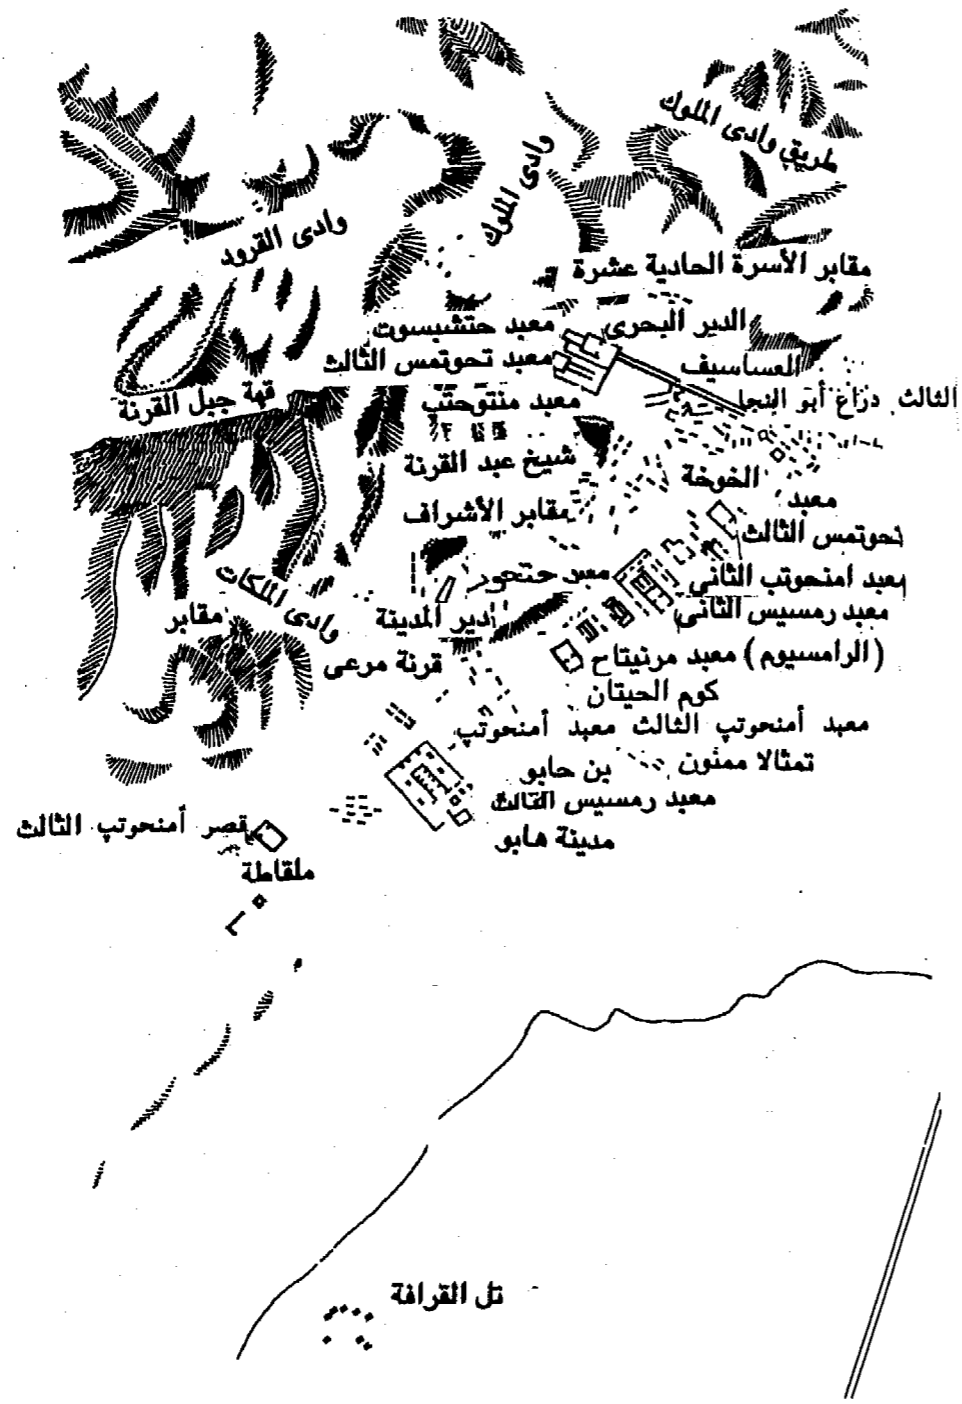 طريق وادى الملوك
وادى الملوك
وادى القرود
مقابر الأسرة الحادية عشرة
معبد حتشبسوت
الدير البحرى
معبد تحوتمس الثالث
العساسيف
قهة جبل القرنة
معبد منتوحتب
الثالث دراع أبو النجا
شيخ عبد القرنة
الخوخة
معبد
تحوتمس الثالث
مقابر الأشراف
معبد حتحور
معبد امنحوتب الثانى
وادى الملكات
مقابر
دير المدينة
معبد رمسيس الثانى
قرنة مرعى
(الرامسيوم) معبد مرنبتاح
كوم الحيتان
معبد أمنحوتب الثالث معبد أمنحوتب
تمثالا ممنون
بن حابو
معبد رمسيس الثالث
مدينة هابو
قصر أمنحوتب الثالث
ملقاطة
تل القرافة